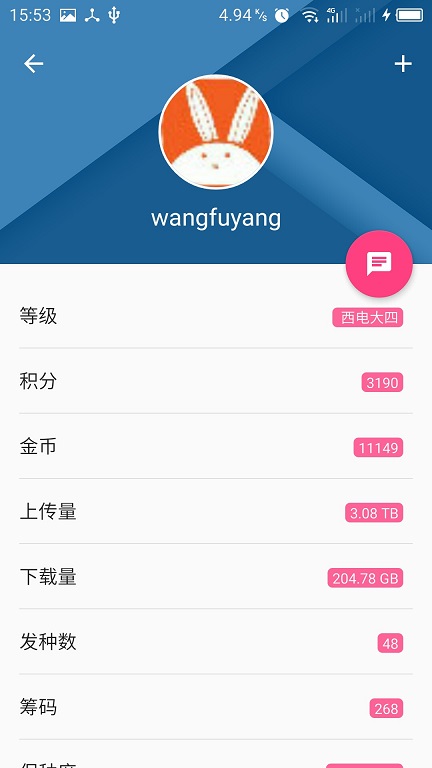 15:53 4.94 K/s 4G
wangfuyang
等级 西电大四
积分 3190
金币 11149
上传量 3.08 TB
下载量 204.78 GB
发种数 48
筹码 268